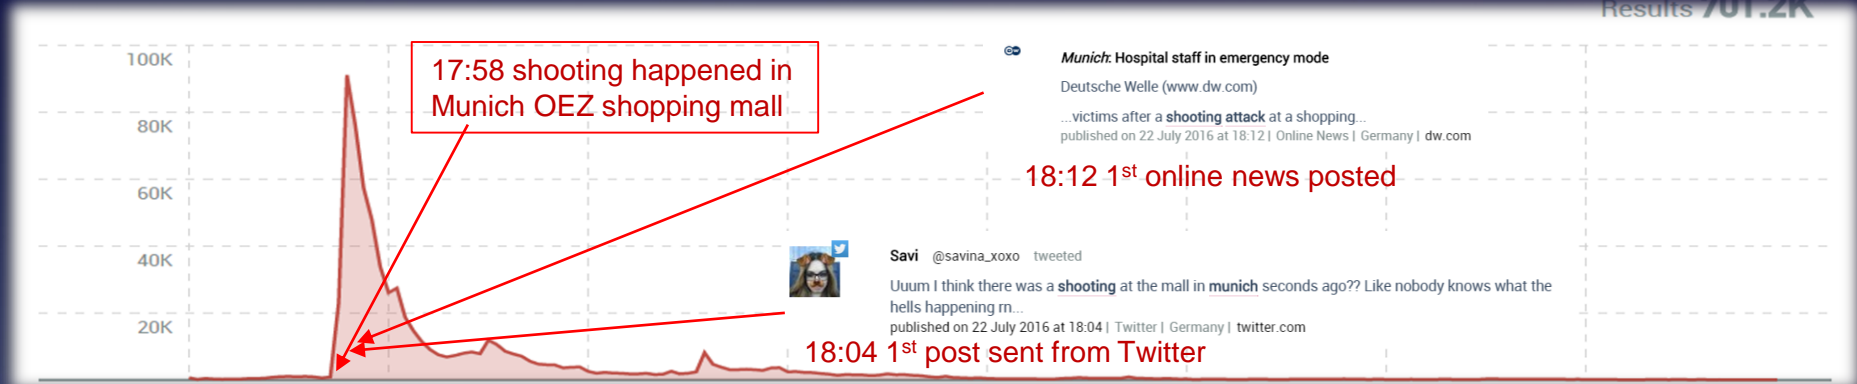 Results 701.2K
100K
80K
60K
40K
20K
17:58 shooting happened in
Munich OEZ shopping mall
Munich: Hospital staff in emergency mode
Deutsche Welle (www.dw.com)
...victims after a shooting attack at a shopping...
published on 22 July 2016 at 18:12 | Online News | Germany | dw.com
18:12 1st online news posted
Savi @savina_xoxo tweeted
Uuum I think there was a shooting at the mall in munich seconds ago?? Like nobody knows what the
hells happening rn...
published on 22 July 2016 at 18:04 | Twitter | Germany | twitter.com
18:04 1st post sent from Twitter